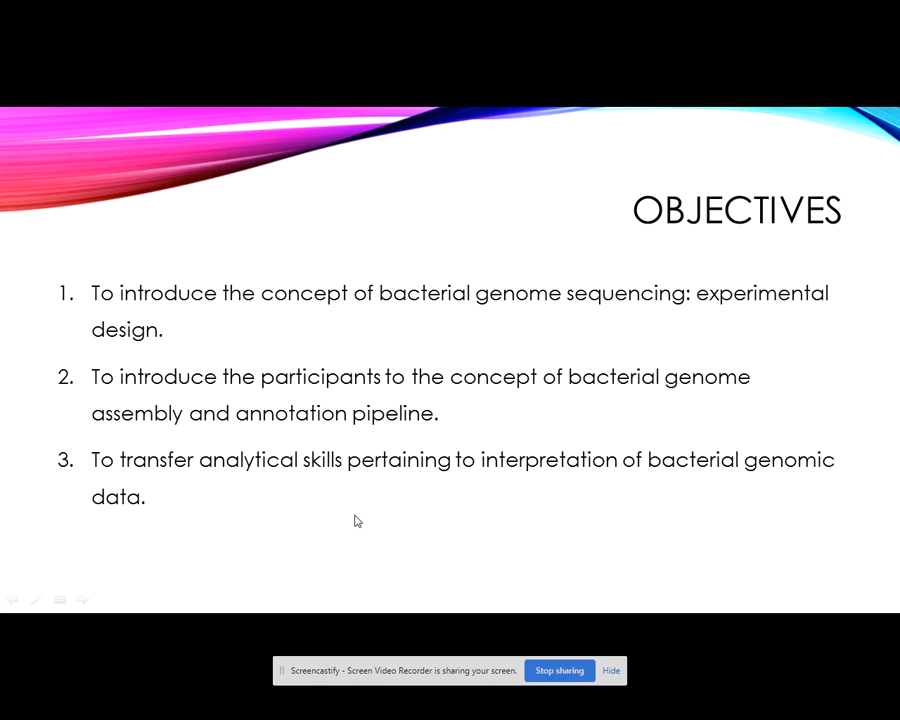 OBJECTIVES
1. To introduce the concept of bacterial genome sequencing: experimental
design.
2. To introduce the participants to the concept of bacterial genome
assembly and annotation pipeline.
3. To transfer analytical skills pertaining to interpretation of bacterial genomic
data.
Screencastify - Screen Video Recorder is sharing your screen. Stop sharing Hide